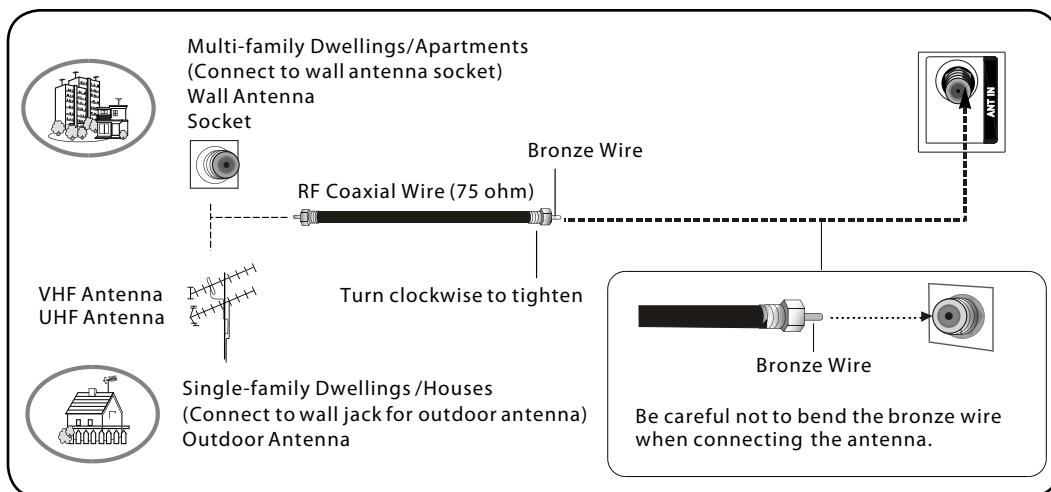 Multi-family Dwellings/Apartments
(Connect to wall antenna socket)
Wall Antenna
Socket
ANT IN
Bronze Wire
RF Coaxial Wire (75 ohm)
VHF Antenna
UHF Antenna
Turn clockwise to tighten
Bronze Wire
Single-family Dwellings /Houses
(Connect to wall jack for outdoor antenna)
Outdoor Antenna
Be careful not to bend the bronze wire
when connecting the antenna.